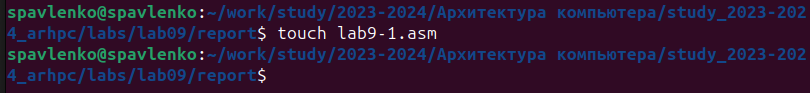 spavlenko@spavlenko:~/work/study/2023-2024/Архитектура компьютера/study_2023-202
4_arhpc/labs/lab09/report$ touch lab9-1.asm
spavlenko@spavlenko:~/work/study/2023-2024/Архитектура компьютера/study_2023-202
4_arhpc/labs/lab09/report$